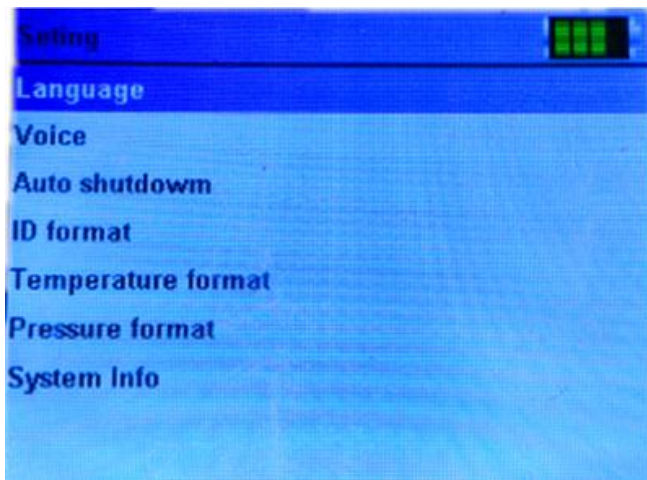 Seting
Language
Voice
Auto shutdowm
ID format
Temperature format
Pressure format
System Info